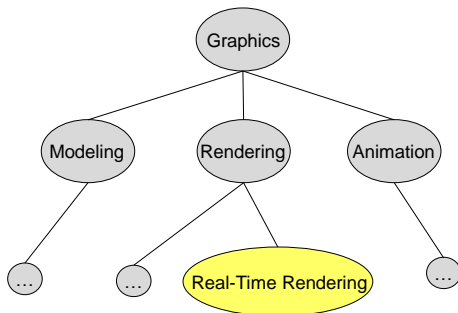 Graphics
Modeling
Rendering
Animation
...
...
Real-Time Rendering
...